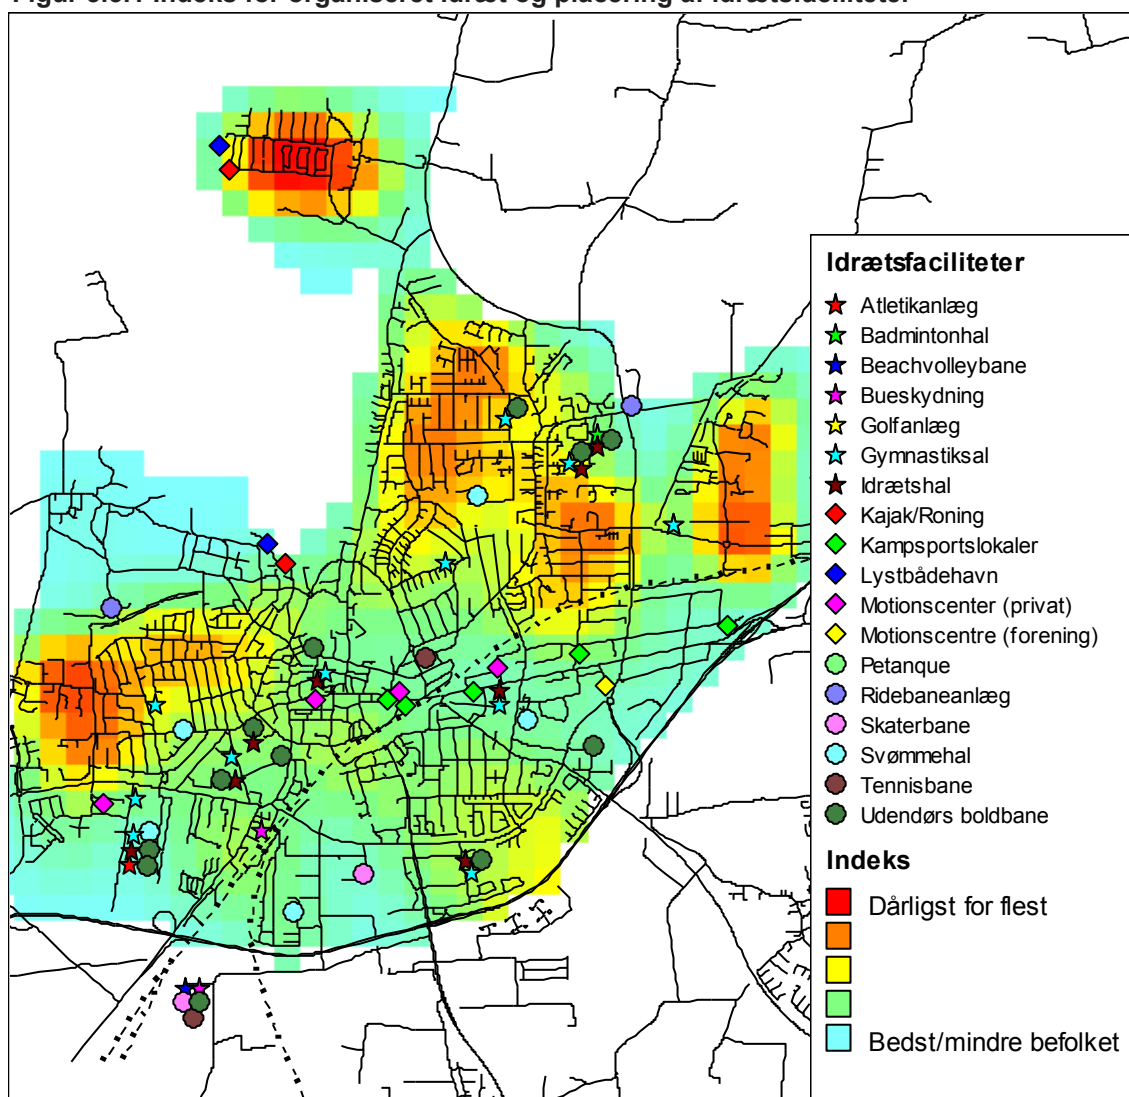 Idrætsfaciliteter
Atletikanlæg
Badmintonhal
Beachvolleybane
Bueskydning
Golfanlæg
Gymnastiksal
Idrætshal
Kajak/Roning
Kampsportslokaler
Lystbådehavn
Motionscenter (privat)
Motionscentre (forening)
Petanque
Ridebaneanlæg
Skaterbane
Svømmehal
Tennisbane
Udendørs boldbane
Indeks
Dårligst for flest
Bedst/mindre befolket